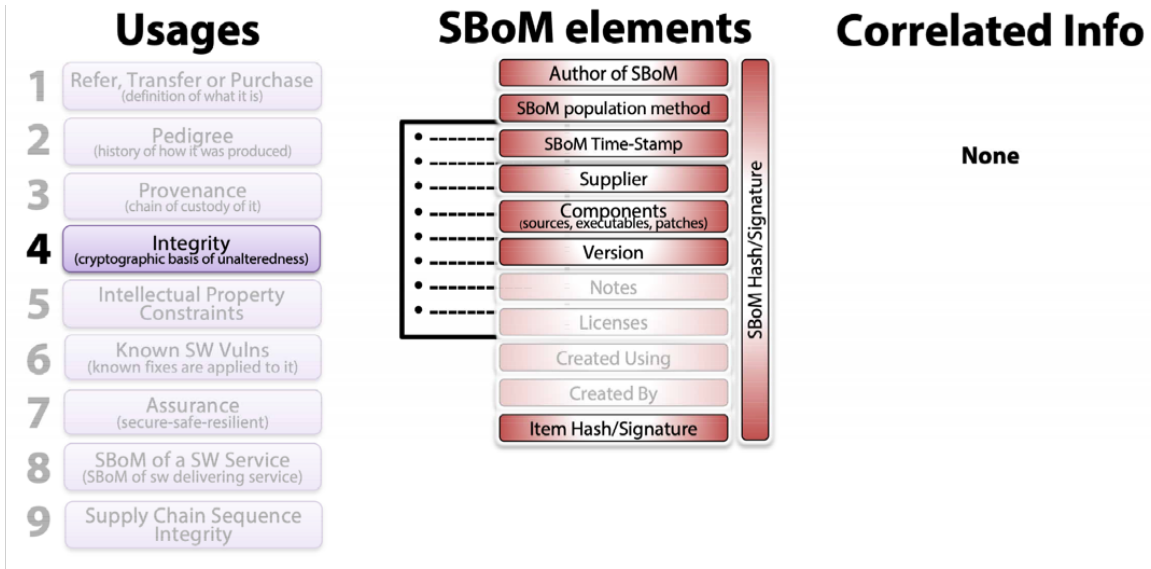 Usages
SBoM elements
Correlated Info
1
Refer, Transfer or Purchase
(definition of what it is)
2
Pedigree
(history of how it was produced)
3
Provenance
(chain of custody of it)
4
Integrity
(cryptographic basis of unalteredness)
5
Intellectual Property
Constraints
6
Known SW Vulns
(known fixes are applied to it)
7
Assurance
(secure-safe-resilient)
8
SBoM of a SW Service
(SBoM of sw delivering service)
9
Supply Chain Sequence
Integrity
Author of SBoM
SBoM population method
SBoM Time-Stamp
Supplier
Components
(sources, executables, patches)
Version
Notes
Licenses
Created Using
Created By
Item Hash/Signature
SBoM Hash/Signature
None